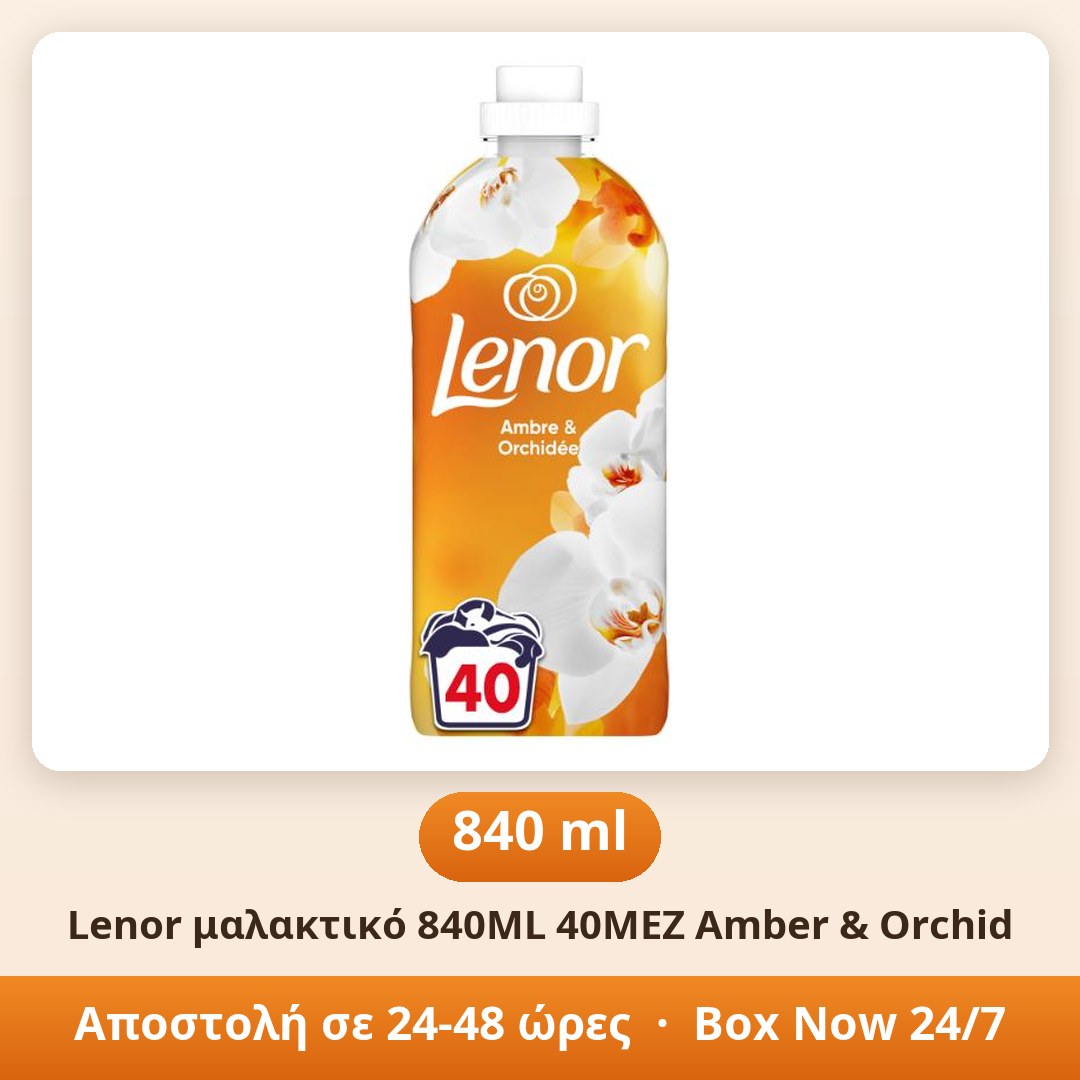 Lenor
Ambre &
Orchidée
40
840 ml
Lenor μαλακτικό 840ML 40ΜΕΖ Amber & Orchid
Αποστολή σε 24-48 ώρες · Box Now 24/7